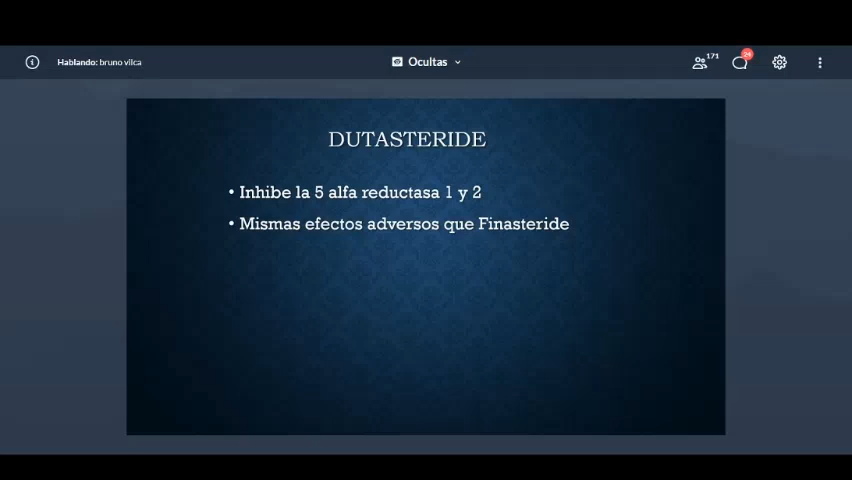 Hablando: bruno vilca
Ocultas
171
24
DUTASTERIDE
• Inhibe la 5 alfa reductasa 1 y 2
• Mismas efectos adversos que Finasteride